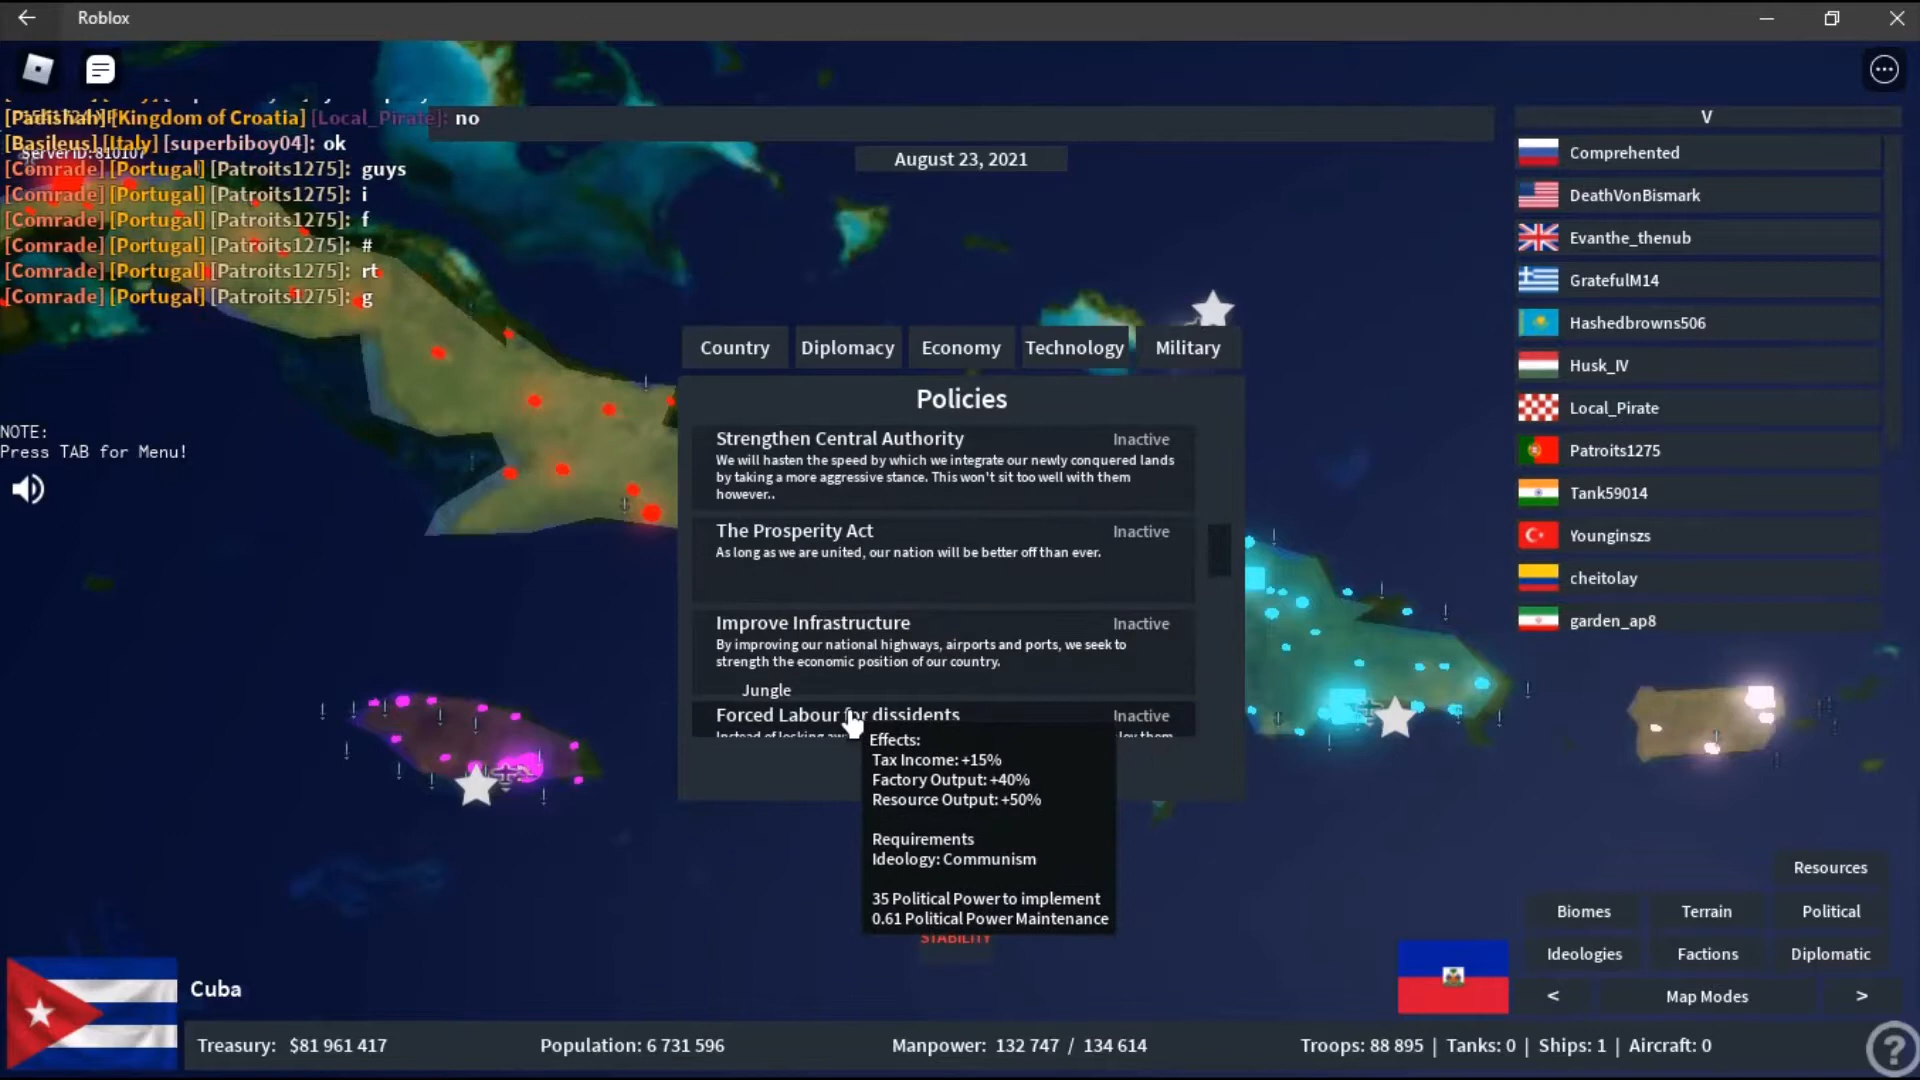 Roblox
[Padishah][Kingdom of Croatia] [Local_Pirate]: no
[Basileus] [Italy] [superbiboy04]: ok
Server ID: 810107
[Comrade] [Portugal] [Patroits1275]: guys
[Comrade] [Portugal] [Patroits1275]: i
[Comrade] [Portugal] [Patroits1275]: f
[Comrade] [Portugal] [Patroits1275]: #
[Comrade] [Portugal] [Patroits1275]: rt
[Comrade] [Portugal] [Patroits1275]: g
NOTE:
Press TAB for Menu!
August 23, 2021
V
Comprehented
DeathVonBismark
Evanthe_thenub
GratefulM14
Hashedbrowns506
Husk_IV
Local_Pirate
Patroits1275
Tank59014
Younginszs
cheitolay
garden_ap8
Country Diplomacy Economy Technology Military
Policies
Strengthen Central Authority Inactive
We will hasten the speed by which we integrate our newly conquered lands
by taking a more aggressive stance. This won't sit too well with them
however..
The Prosperity Act Inactive
As long as we are united, our nation will be better off than ever.
Improve Infrastructure Inactive
By improving our national highways, airports and ports, we seek to
strength the economic position of our country.
Jungle
Forced Labour for dissidents Inactive
Effects:
Tax Income: +15%
Factory Output: +40%
Resource Output: +50%
Requirements
Ideology: Communism
35 Political Power to implement
0.61 Political Power Maintenance
STABILITY
Resources
Biomes Terrain Political
Ideologies Factions Diplomatic
< Map Modes >
Cuba
Treasury: $81 961 417 Population: 6 731 596 Manpower: 132 747 / 134 614 Troops: 88 895 | Tanks: 0 | Ships: 1 | Aircraft: 0
?